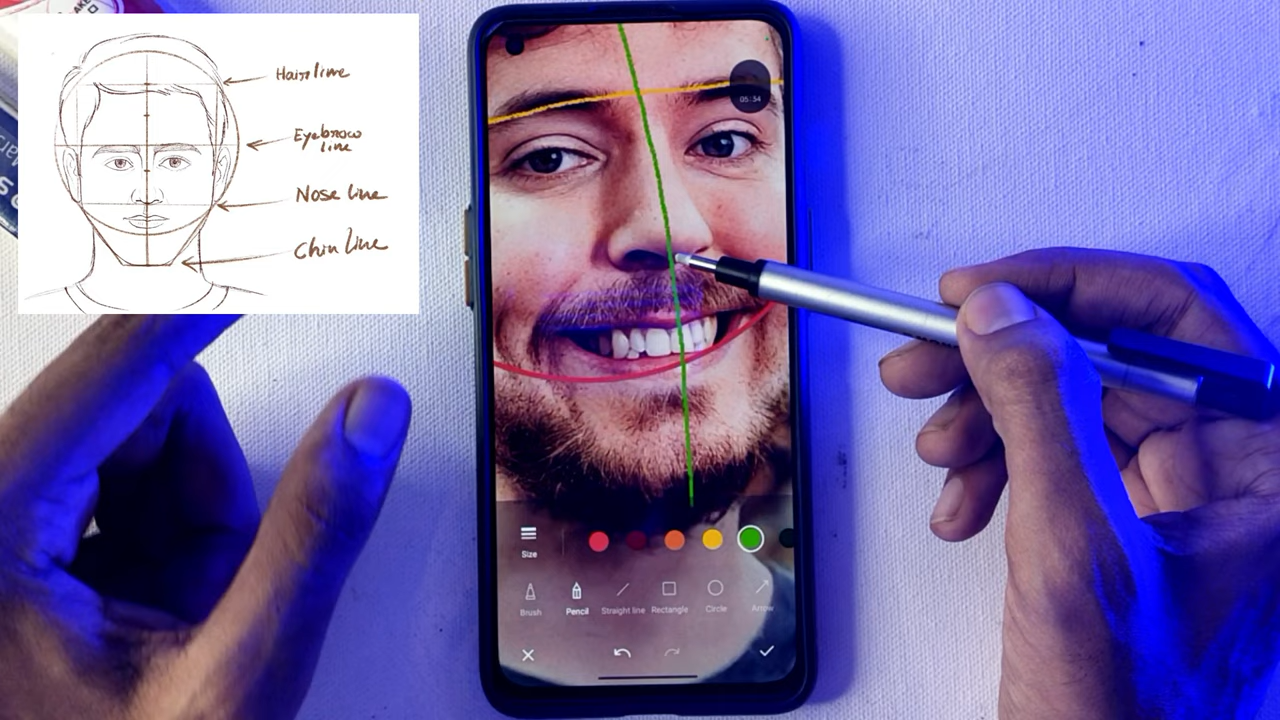 Hairline
Eyebrow
line
Nose line
Chin line
05:34
Size
Brush
Pencil
Straight line
Rectangle
Circle
Arrow